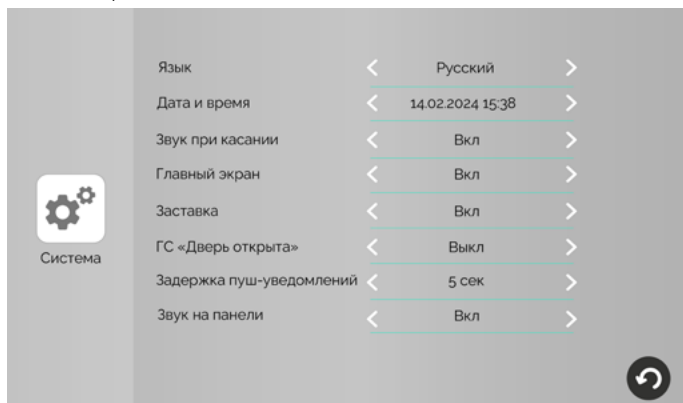 Язык Русский
Дата и время 14.02.2024 15:38
Звук при касании Вкл
Главный экран Вкл
Заставка Вкл
ГС «Дверь открыта» Выкл
Система
Задержка пуш-уведомлений 5 сек
Звук на панели Вкл